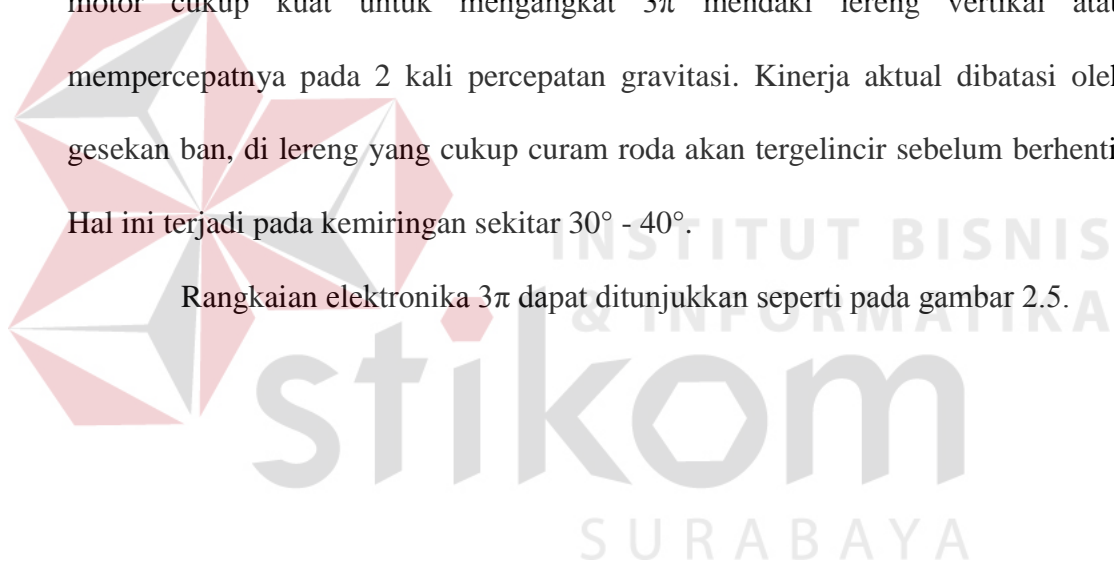 motor cukup kuat untuk mengangkat 3π mendaki lereng vertikal atau
mempercepatnya pada 2 kali percepatan gravitasi. Kinerja aktual dibatasi oleh
gesekan ban, di lereng yang cukup curam roda akan tergelincir sebelum berhenti
Hal ini terjadi pada kemiringan sekitar 30° - 40°.
INSTITUT BISNIS
Rangkaian elektronika 3π dapat ditunjukkan seperti pada gambar 2.5.
& INFORMATIKA
stikom
SURABAYA